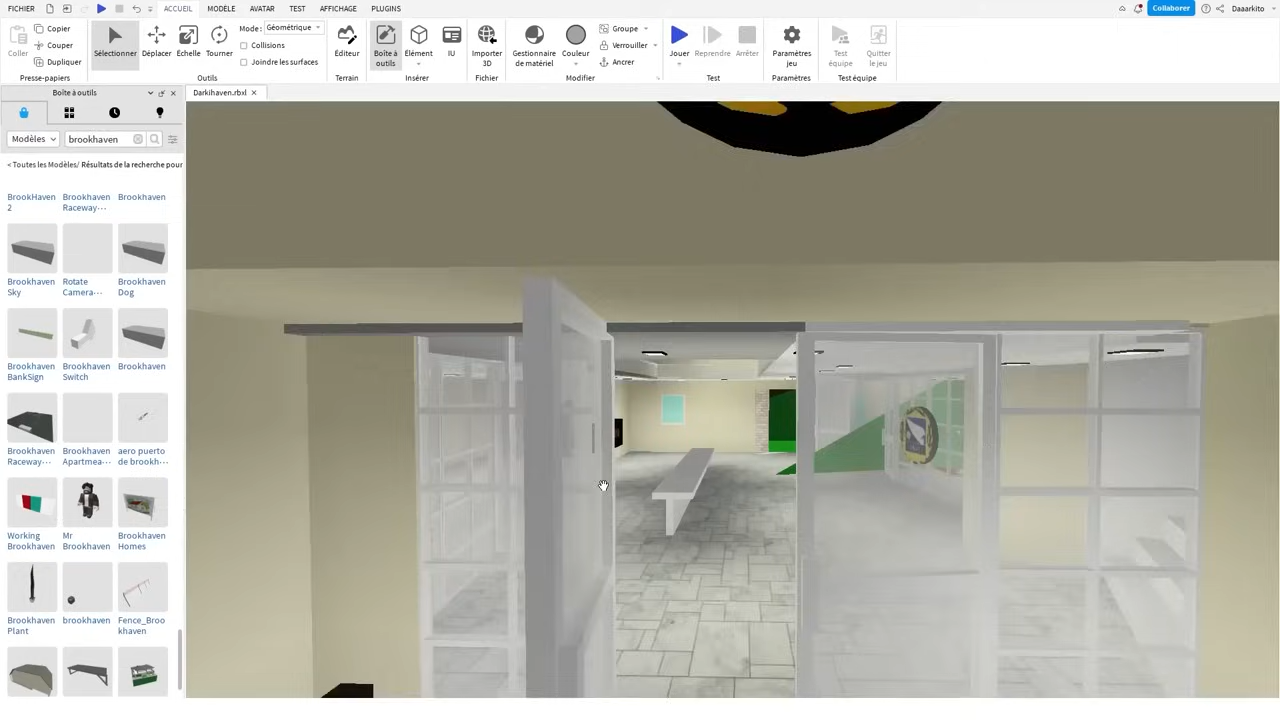 FICHIER ACCUEIL MODÈLE AVATAR TEST AFFICHAGE PLUGINS Collaborer Daaarkito
Coller Copier Couper Dupliquer Presse-papiers
Sélectionner Déplacer Échelle Tourner Mode : Géométrique Collisions Joindre les surfaces Outils
Éditeur Terrain
Boîte à outils Élément IU Insérer
Importer 3D Fichier
Gestionnaire de matériel Couleur Groupe Verrouiller Ancrer Modifier
Jouer Reprendre Arrêter Test
Paramètres jeu Paramètres
Test équipe Quitter le jeu Test équipe
Boîte à outils
Darkihaven.rbxl
Modèles brookhaven
< Toutes les Modèles/ Résultats de la recherche pour
BrookHaven 2
Brookhaven Raceway···
Brookhaven
Brookhaven Sky
Rotate Camera···
Brookhaven Dog
Brookhaven BankSign
Brookhaven Switch
Brookhaven
Brookhaven Raceway···
Brookhaven Apartmea···
aero puerto de brookh···
Working Brookhaven
Mr Brookhaven
Brookhaven Homes
Brookhaven Plant
brookhaven
Fence_Broo khaven